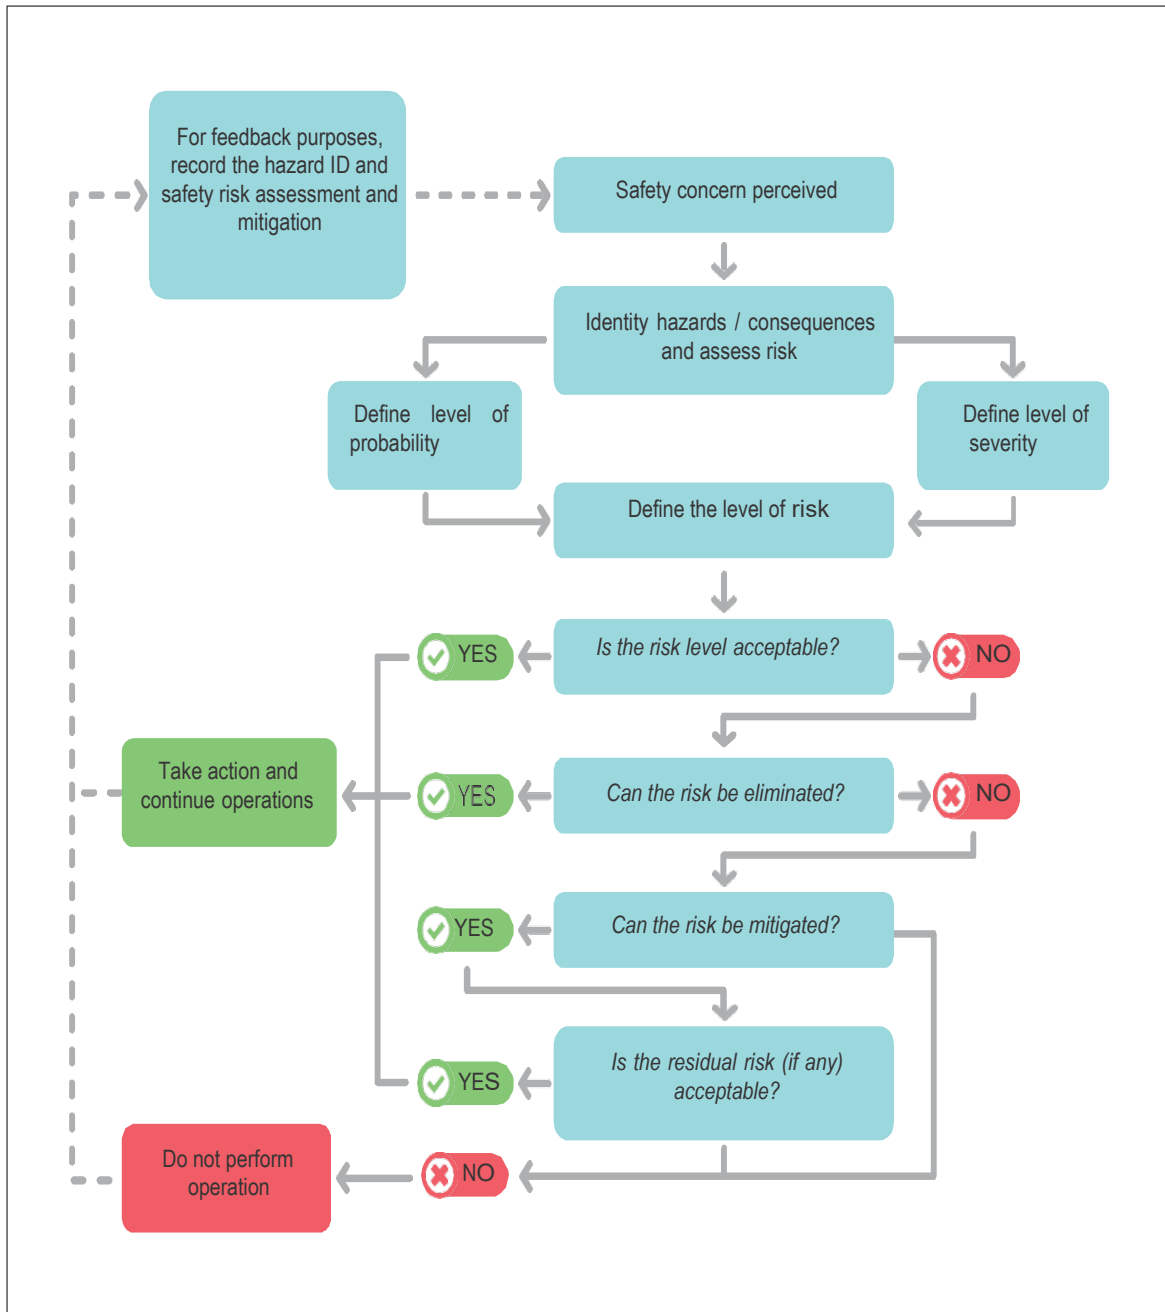 For feedback purposes,
record the hazard ID and
safety risk assessment and
mitigation
Safety concern perceived
Identity hazards / consequences
and assess risk
Define level of
probability
Define level of
severity
Define the level of risk
Is the risk level acceptable?
YES
NO
Take action and
continue operations
Can the risk be eliminated?
YES
NO
Can the risk be mitigated?
YES
Is the residual risk (if any)
acceptable?
YES
Do not perform
operation
NO